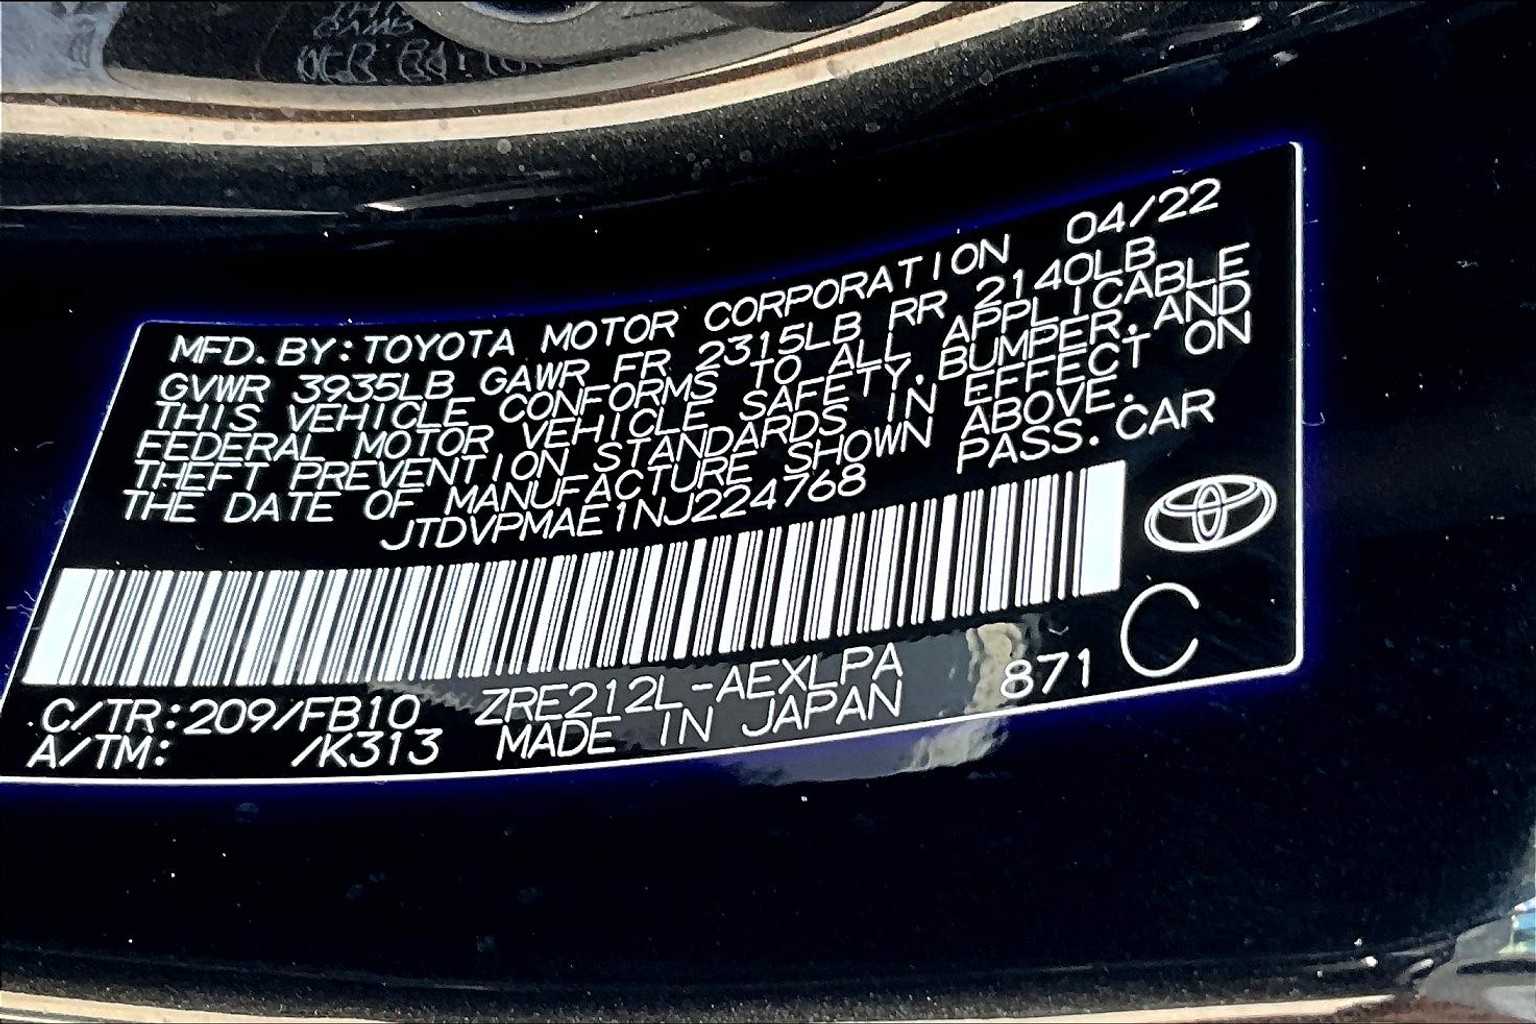 MFD. BY: TOYOTA MOTOR CORPORATION 04/22
GVWR 3935LB GAWR FR 2315LB RR 2140LB
THIS VEHICLE CONFORMS TO ALL APPLICABLE
FEDERAL MOTOR VEHICLE SAFETY, BUMPER, AND
THEFT PREVENTION STANDARDS IN EFFECT ON
THE DATE OF MANUFACTURE SHOWN ABOVE.
JTDVPMAE1NJ224768 PASS. CAR
C/TR: 209/FB10 ZRE212L-AEXLPA 871 C
A/TM: /K313 MADE IN JAPAN